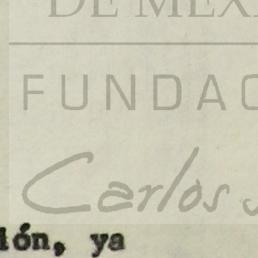 DE MEX
FUNDAC
Carlos
ión, ya